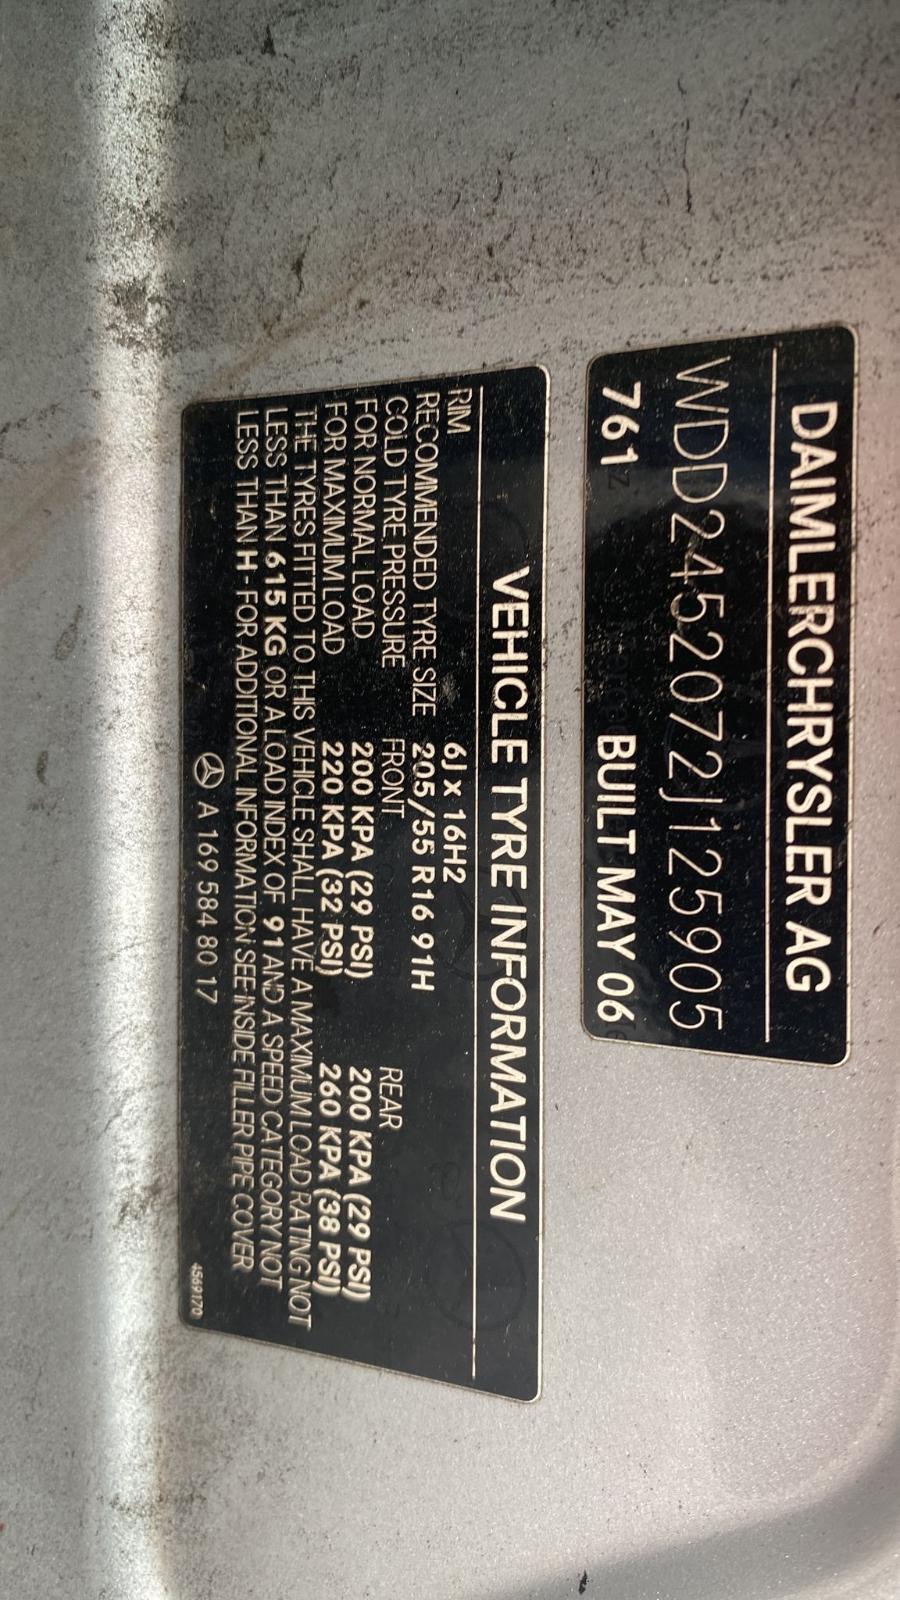 DAIMLERCHRYSLER AG
WDD2452072J125905
761 BUILT MAY 06
VEHICLE TYRE INFORMATION
RIM 6J x 16H2
RECOMMENDED TYRE SIZE 205/55 R16 91H
COLD TYRE PRESSURE FRONT REAR
FOR NORMAL LOAD 200 KPA (29 PSI) 200 KPA (29 PSI)
FOR MAXIMUM LOAD 220 KPA (32 PSI) 260 KPA (38 PSI)
THE TYRES FITTED TO THIS VEHICLE SHALL HAVE A MAXIMUM LOAD RATING NOT
LESS THAN 615 KG OR A LOAD INDEX OF 91 AND A SPEED CATEGORY NOT
LESS THAN H - FOR ADDITIONAL INFORMATION SEE INSIDE FILLER PIPE COVER
A 169 584 80 17
4569170